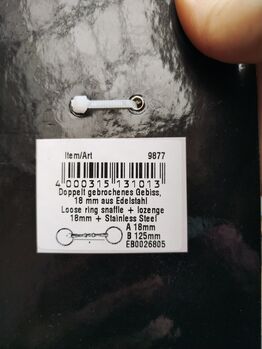 Item/Art 9877
4 000315 131013
Doppelt gebrochenes Gebiss,
18 mm aus Edelstahl
Loose ring snaffle + lozenge
18mm + Stainless Steel
A 18mm
B 125mm
EB0026805